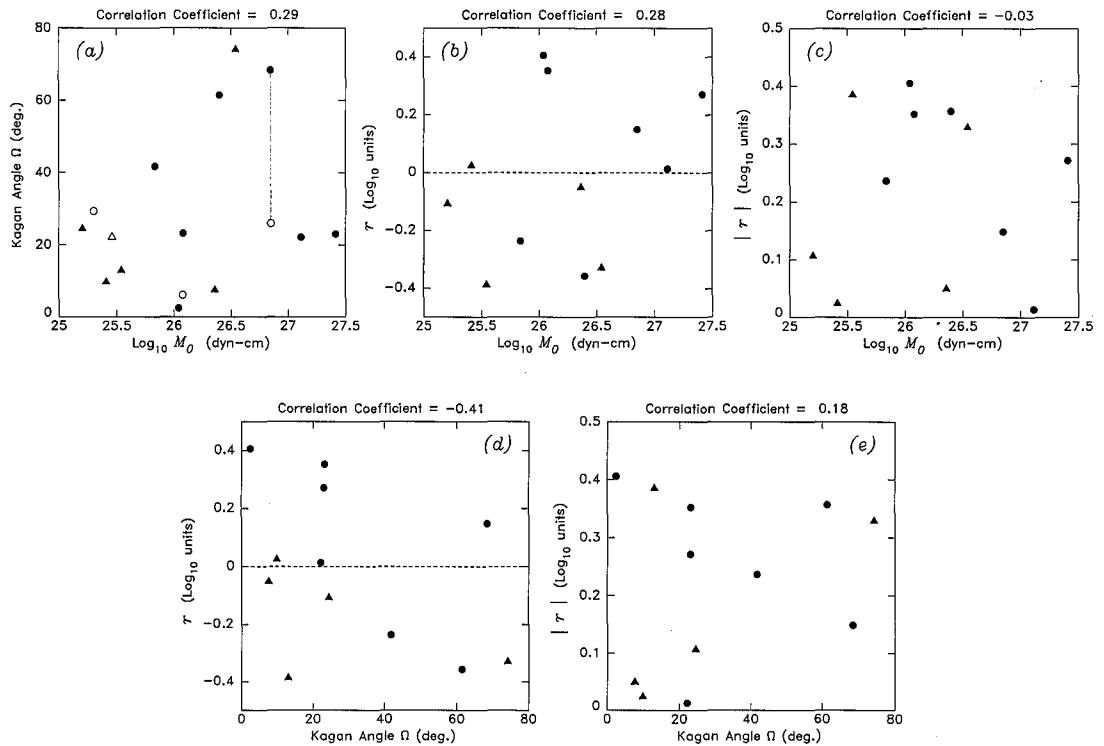 Correlation Coefficient = 0.29
(a)
80
60
40
20
0
Kagan Angle Ω (deg.)
25 25.5 26 26.5 27 27.5
Log10 M0 (dyn-cm)
Correlation Coefficient = 0.28
(b)
0.4
0.2
0
-0.2
-0.4
r (Log10 units)
25 25.5 26 26.5 27 27.5
Log10 M0 (dyn-cm)
Correlation Coefficient = -0.03
(c)
0.5
0.4
0.3
0.2
0.1
0
| r | (Log10 units)
25 25.5 26 26.5 27 27.5
Log10 M0 (dyn-cm)
Correlation Coefficient = -0.41
(d)
0.4
0.2
0
-0.2
-0.4
r (Log10 units)
0 20 40 60 80
Kagan Angle Ω (deg.)
Correlation Coefficient = 0.18
(e)
0.5
0.4
0.3
0.2
0.1
0
| r | (Log10 units)
0 20 40 60 80
Kagan Angle Ω (deg.)